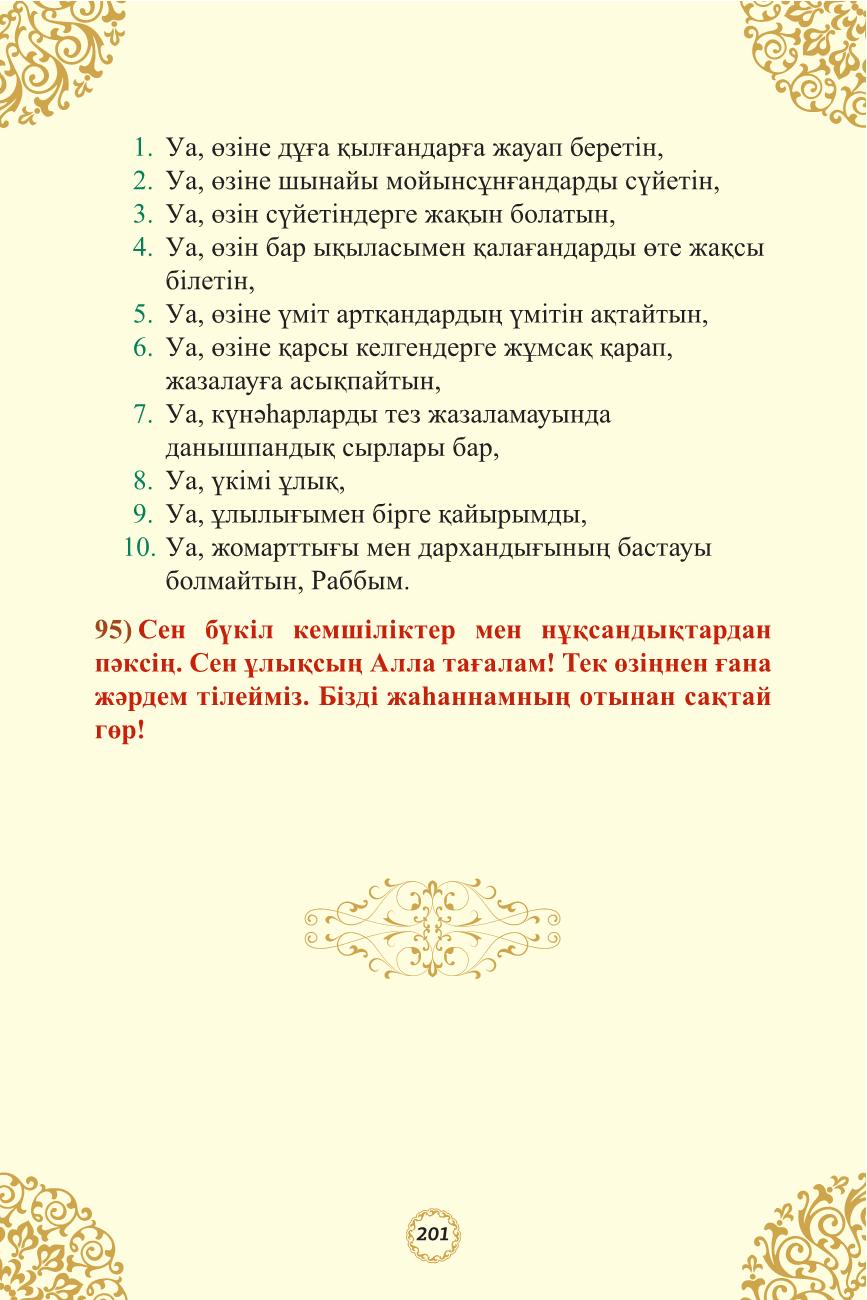 1. Уа, өзіне дұға қылғандарға жауап беретін,
2. Уа, өзіне шынайы мойынсұнғандарды сүйетін,
3. Уа, өзін сүйетіндерге жақын болатын,
4. Уа, өзін бар ықыласымен қалағандарды өте жақсы
білетін,
5. Уа, өзіне үміт артқандардың үмітін ақтайтын,
6. Уа, өзіне қарсы келгендерге жұмсақ қарап,
жазалауға асықпайтын,
7. Уа, күнәһарларды тез жазаламауында
данышпандық сырлары бар,
8. Уа, үкімі ұлық,
9. Уа, ұлылығымен бірге қайырымды,
10. Уа, жомарттығы мен дархандығының бастауы
болмайтын, Раббым.
95) Сен бүкіл кемшіліктер мен нұқсандықтардан
пәксің. Сен ұлықсың Алла тағалам! Тек өзіңнен ғана
жәрдем тілейміз. Бізді жаһаннамның отынан сақтай
гөр!
201